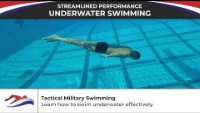 STREAMLINED PERFORMANCE
UNDERWATER SWIMMING
Tactical Military Swimming
Learn how to swim underwater effectively.